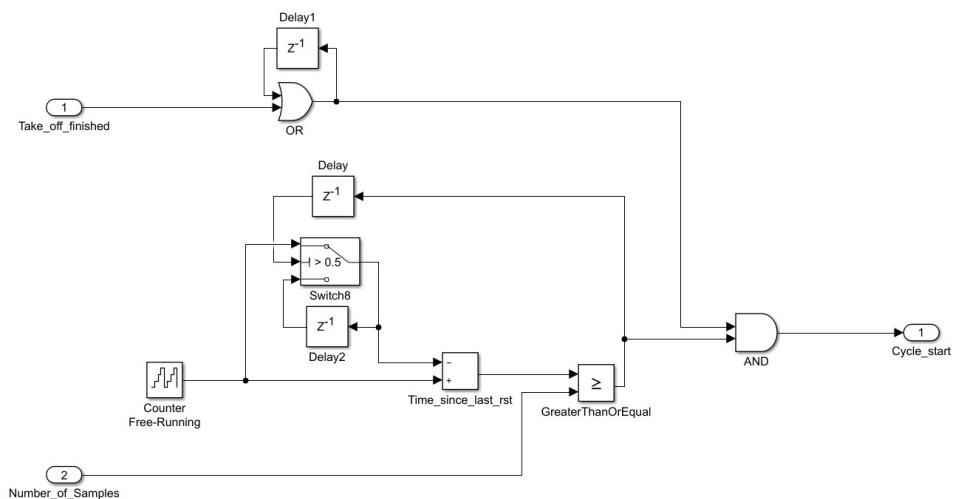 Delay1
Z-1
1
Take_off_finished
OR
Delay
Z-1
> 0.5
Switch8
Z-1
Delay2
Counter
Free-Running
−
+
Time_since_last_rst
≥
GreaterThanOrEqual
AND
1
Cycle_start
2
Number_of_Samples